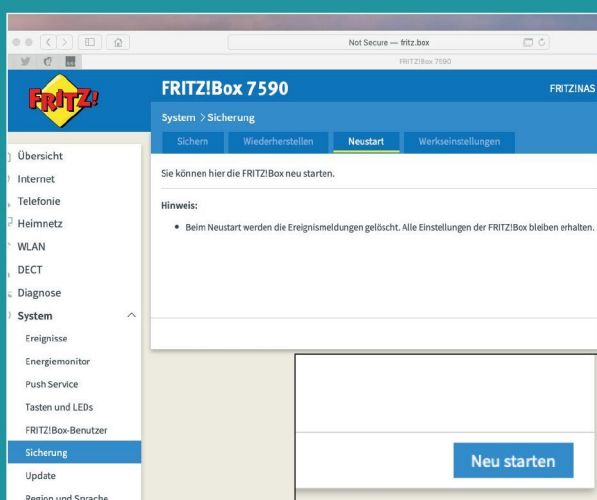 Not Secure — fritz.box
FRITZ!Box 7590
FRITZ!
FRITZ!Box 7590
FRITZ!NAS
System > Sicherung
Sichern
Wiederherstellen
Neustart
Werkseinstellungen
Übersicht
Internet
Telefonie
Heimnetz
WLAN
DECT
Diagnose
System
Ereignisse
Energiemonitor
Push Service
Tasten und LEDs
FRITZ!Box-Benutzer
Sicherung
Update
Region und Sprache
Sie können hier die FRITZ!Box neu starten.
Hinweis:
• Beim Neustart werden die Ereignismeldungen gelöscht. Alle Einstellungen der FRITZ!Box bleiben erhalten.
Neu starten